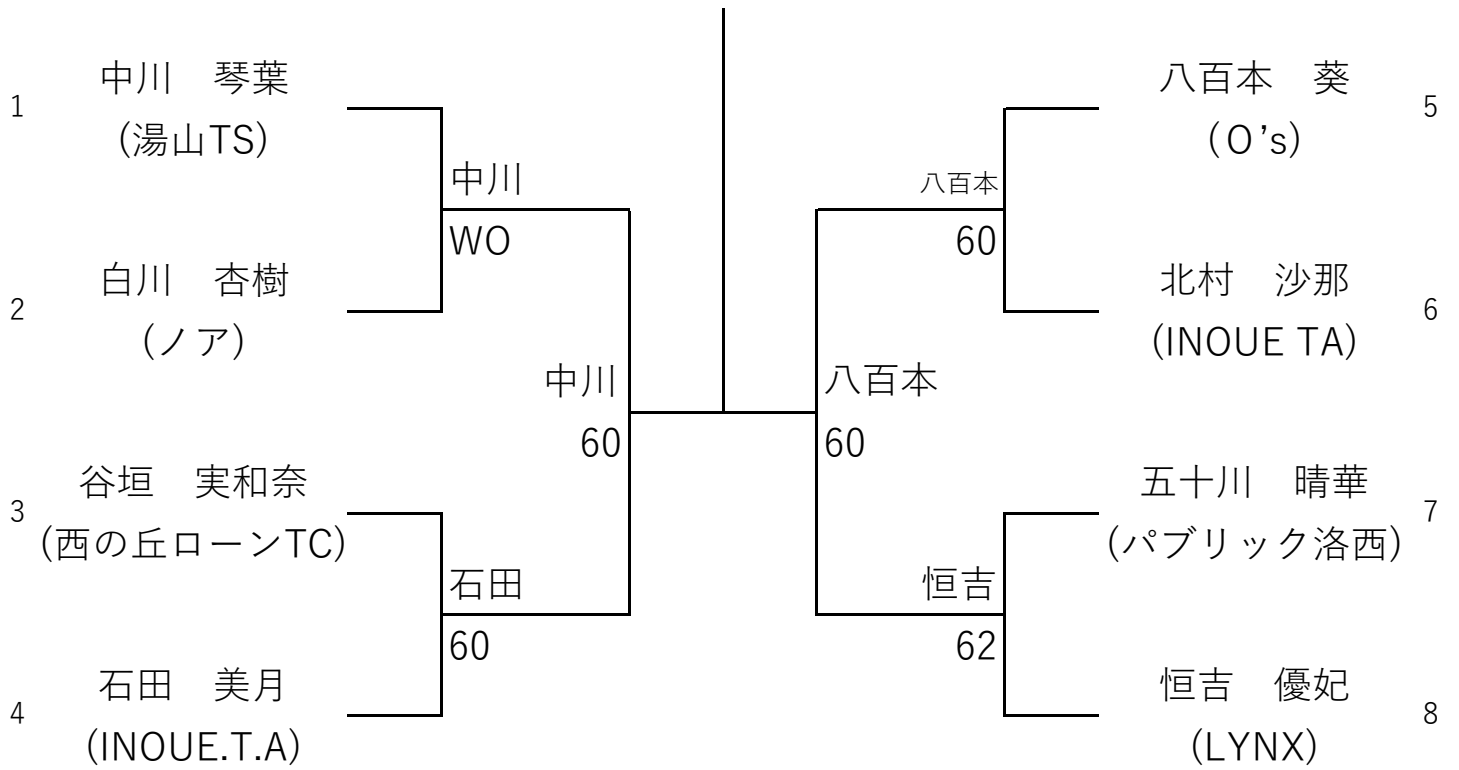 1
中川　琴葉
(湯山TS)
中川
WO
2
白川　杏樹
(ノア)
中川
60
3
谷垣　実和奈
(西の丘ローンTC)
石田
60
4
石田　美月
(INOUE.T.A)
八百本　葵
(O's)
5
八百本
60
北村　沙那
(INOUE TA)
6
八百本
60
五十川　晴華
(パブリック洛西)
7
恒吉
62
恒吉　優妃
(LYNX)
8